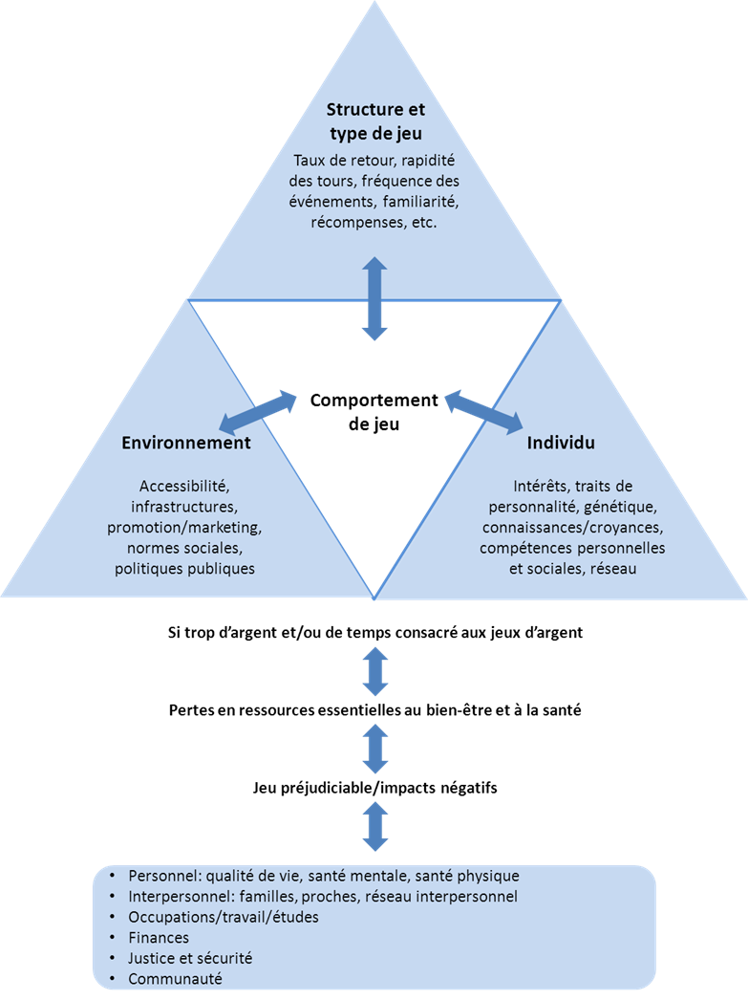 Structure et
type de jeu
Taux de retour, rapidité
des tours, fréquence des
événements, familiarité,
récompenses, etc.
Comportement
de jeu
Environnement
Accessibilité,
infrastructures,
promotion/marketing,
normes sociales,
politiques publiques
Individu
Intérêts, traits de
personnalité, génétique,
connaissances/croyances,
compétences personnelles
et sociales, réseau
Si trop d’argent et/ou de temps consacré aux jeux d’argent
Pertes en ressources essentielles au bien-être et à la santé
Jeu préjudiciable/impacts négatifs
• Personnel: qualité de vie, santé mentale, santé physique
• Interpersonnel: familles, proches, réseau interpersonnel
• Occupations/travail/études
• Finances
• Justice et sécurité
• Communauté